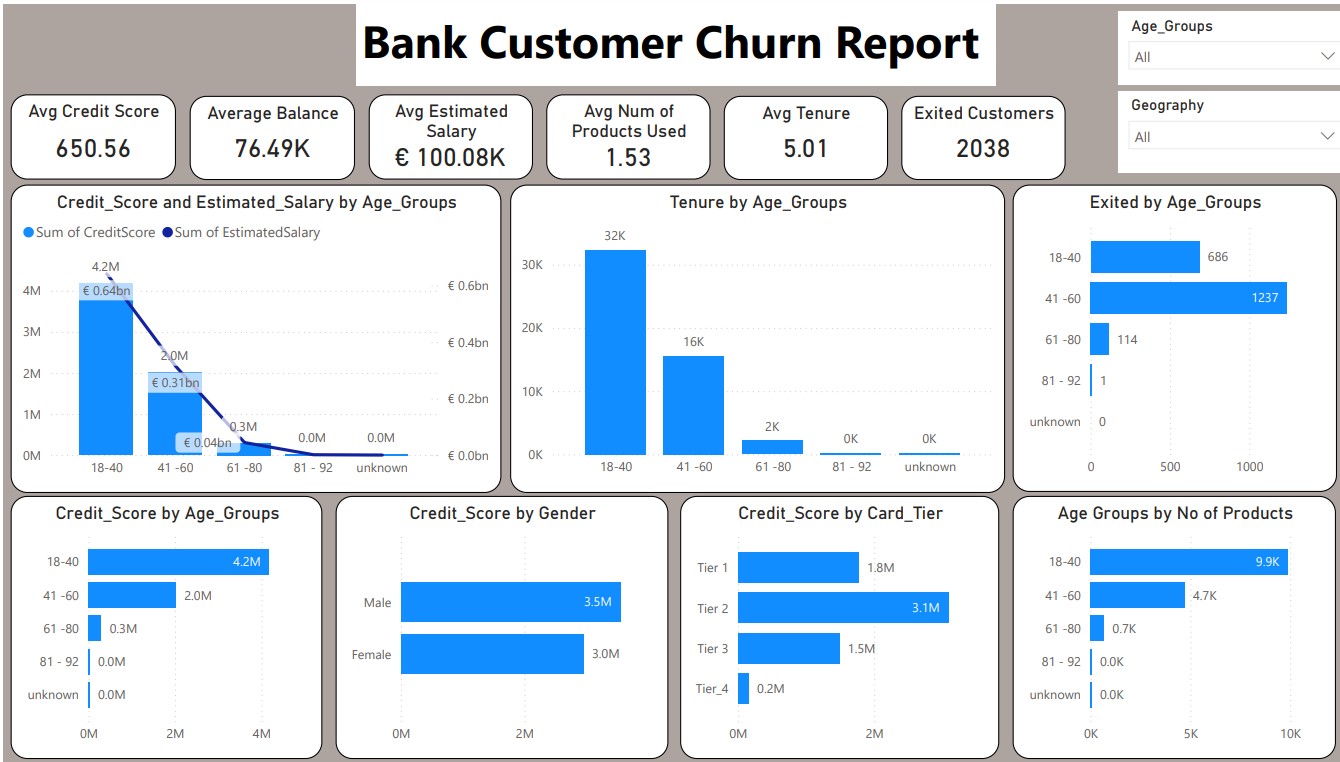 Bank Customer Churn Report
Age_Groups
All
Geography
All
Avg Credit Score
650.56
Average Balance
76.49K
Avg Estimated
Salary
€ 100.08K
Avg Num of
Products Used
1.53
Avg Tenure
5.01
Exited Customers
2038
Credit_Score and Estimated_Salary by Age_Groups
Sum of CreditScore Sum of EstimatedSalary
4.2M
€ 0.64bn
2.0M
€ 0.31bn
0.3M
€ 0.04bn
0.0M
0.0M
4M
3M
2M
1M
0M
€ 0.6bn
€ 0.4bn
€ 0.2bn
€ 0.0bn
18-40 41 -60 61 -80 81 - 92 unknown
Tenure by Age_Groups
32K
16K
2K
0K
0K
30K
20K
10K
0K
18-40 41 -60 61 -80 81 - 92 unknown
Exited by Age_Groups
18-40 686
41 -60 1237
61 -80 114
81 - 92 1
unknown 0
0 500 1000
Credit_Score by Age_Groups
18-40 4.2M
41 -60 2.0M
61 -80 0.3M
81 - 92 0.0M
unknown 0.0M
0M 2M 4M
Credit_Score by Gender
Male 3.5M
Female 3.0M
0M 2M
Credit_Score by Card_Tier
Tier 1 1.8M
Tier 2 3.1M
Tier 3 1.5M
Tier_4 0.2M
0M 2M
Age Groups by No of Products
18-40 9.9K
41 -60 4.7K
61 -80 0.7K
81 - 92 0.0K
unknown 0.0K
0K 5K 10K